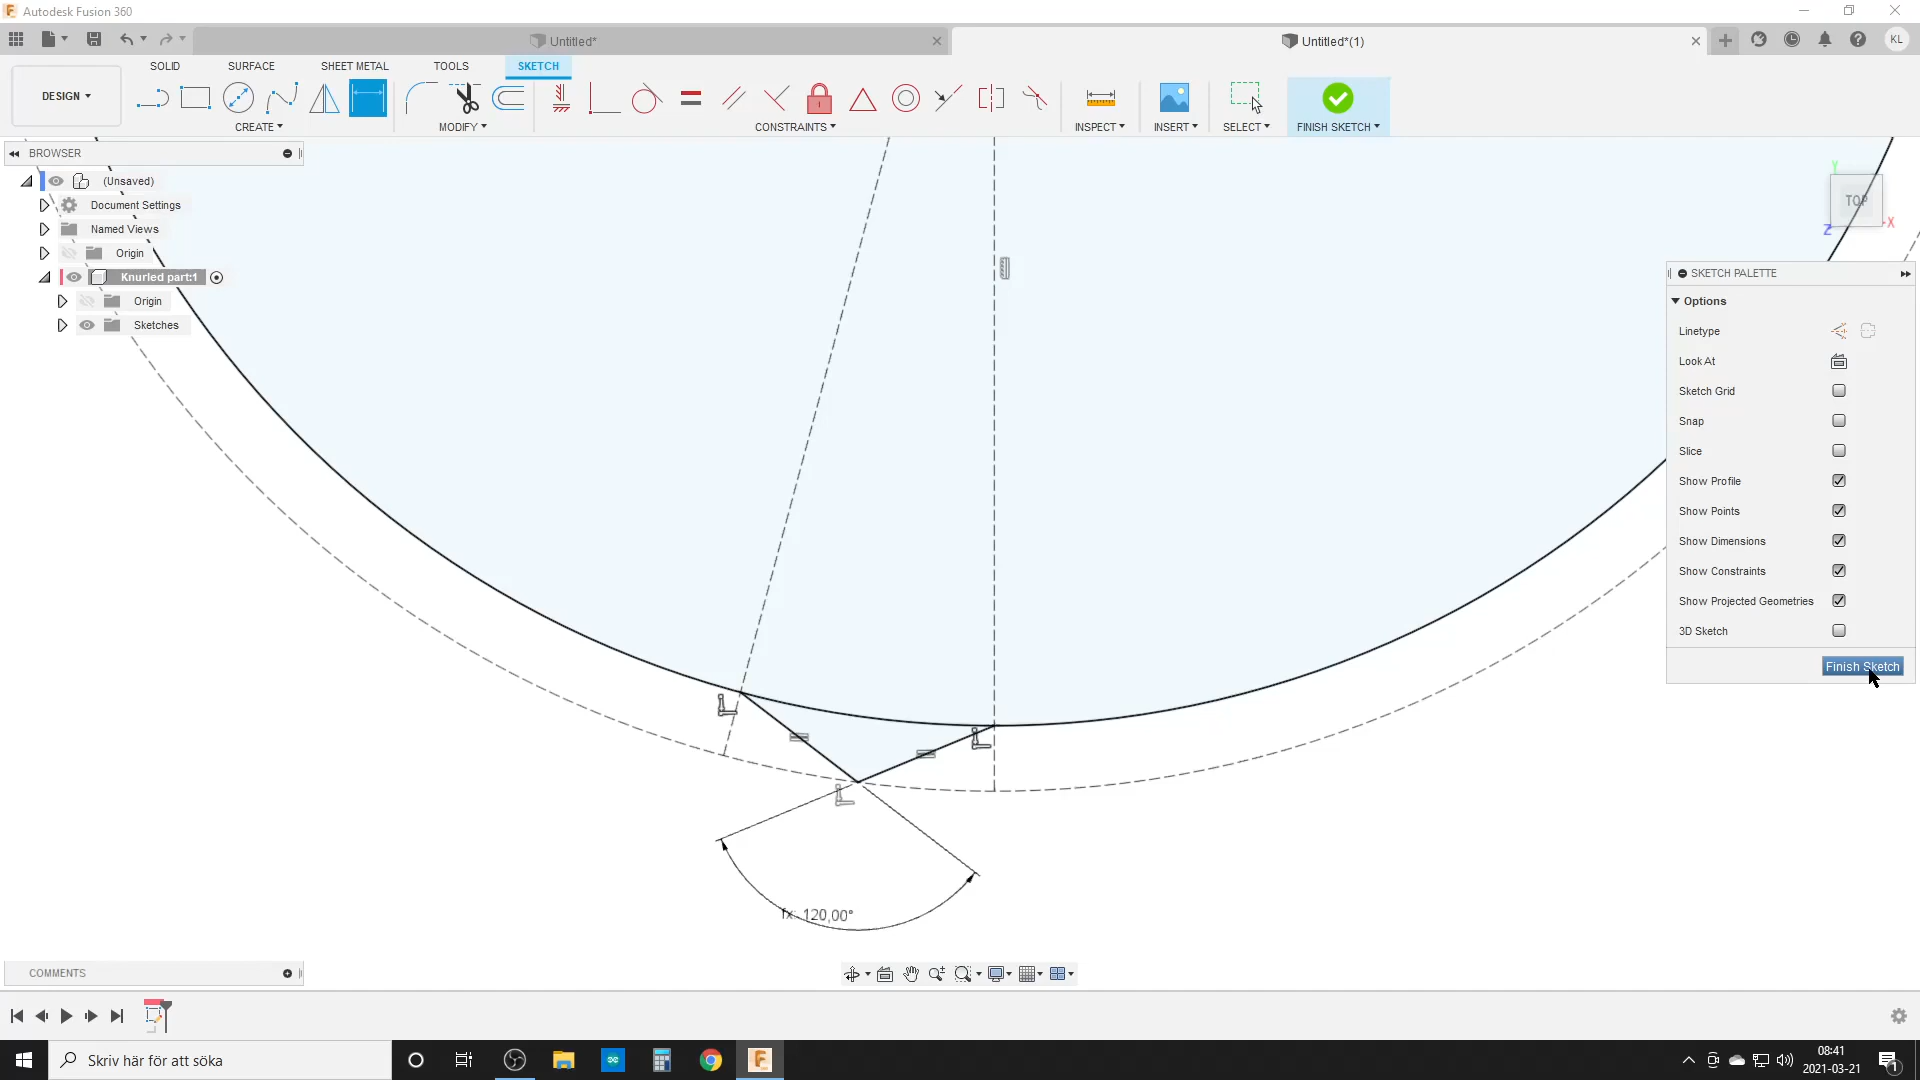 Autodesk Fusion 360
Untitled*
Untitled*(1)
KL
SOLID SURFACE SHEET METAL TOOLS SKETCH
DESIGN
CREATE MODIFY CONSTRAINTS INSPECT INSERT SELECT FINISH SKETCH
BROWSER
(Unsaved)
Document Settings
Named Views
Origin
Knurled part:1
Origin
Sketches
Y
TOP
Z
X
SKETCH PALETTE
Options
Linetype
Look At
Sketch Grid
Snap
Slice
Show Profile
Show Points
Show Dimensions
Show Constraints
Show Projected Geometries
3D Sketch
Finish Sketch
fx: 120,00°
COMMENTS
Skriv här för att söka
08:41
2021-03-21
1